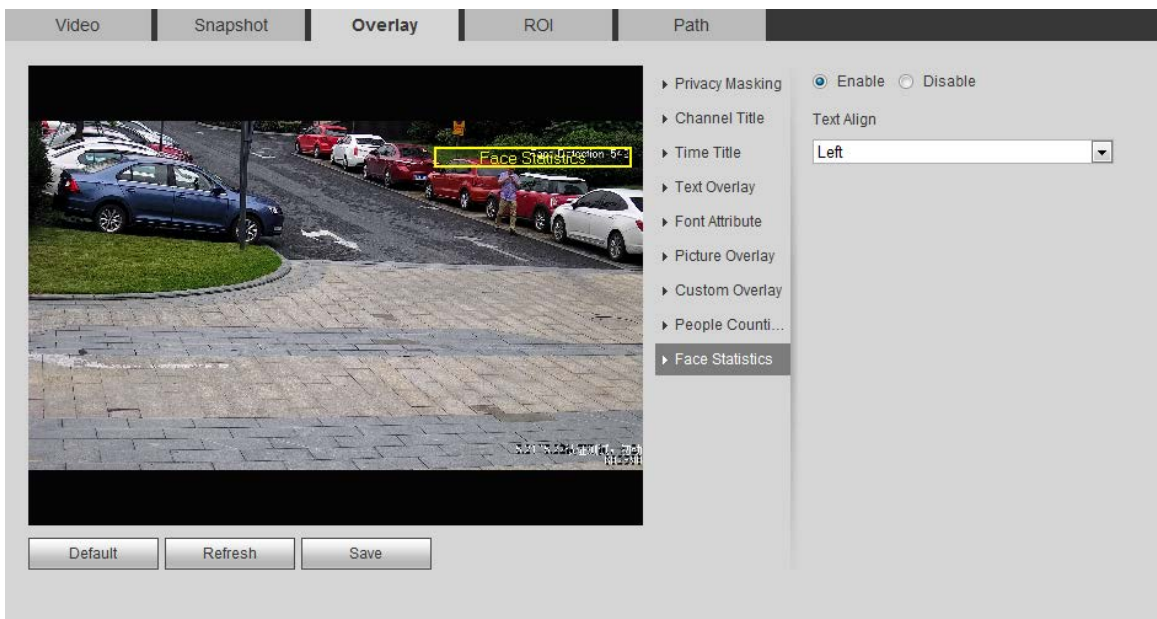 Video Snapshot Overlay ROI Path
Privacy Masking
Channel Title
Time Title
Text Overlay
Font Attribute
Picture Overlay
Custom Overlay
People Counti...
Face Statistics
Enable Disable
Text Align
Left
Face Statistics
Default Refresh Save